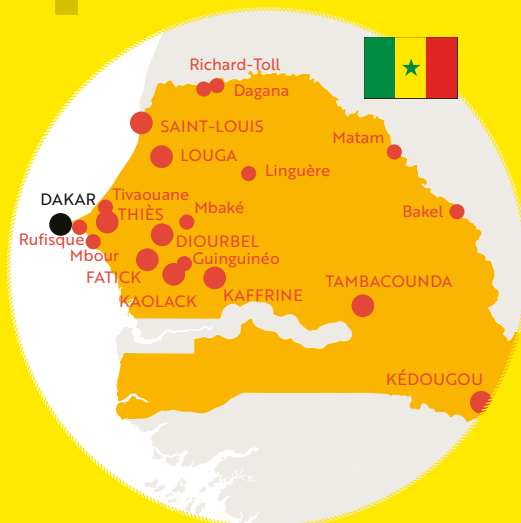 Richard-Toll
Dagana
SAINT-LOUIS
Matam
LOUGA
Linguère
DAKAR
Tivaouane
THIÈS
Mbaké
Bakel
Rufisque
DIOURBEL
Mbour
Guinguinéo
FATICK
TAMBACOUNDA
KAOLACK
KAFFRINE
KÉDOUGOU